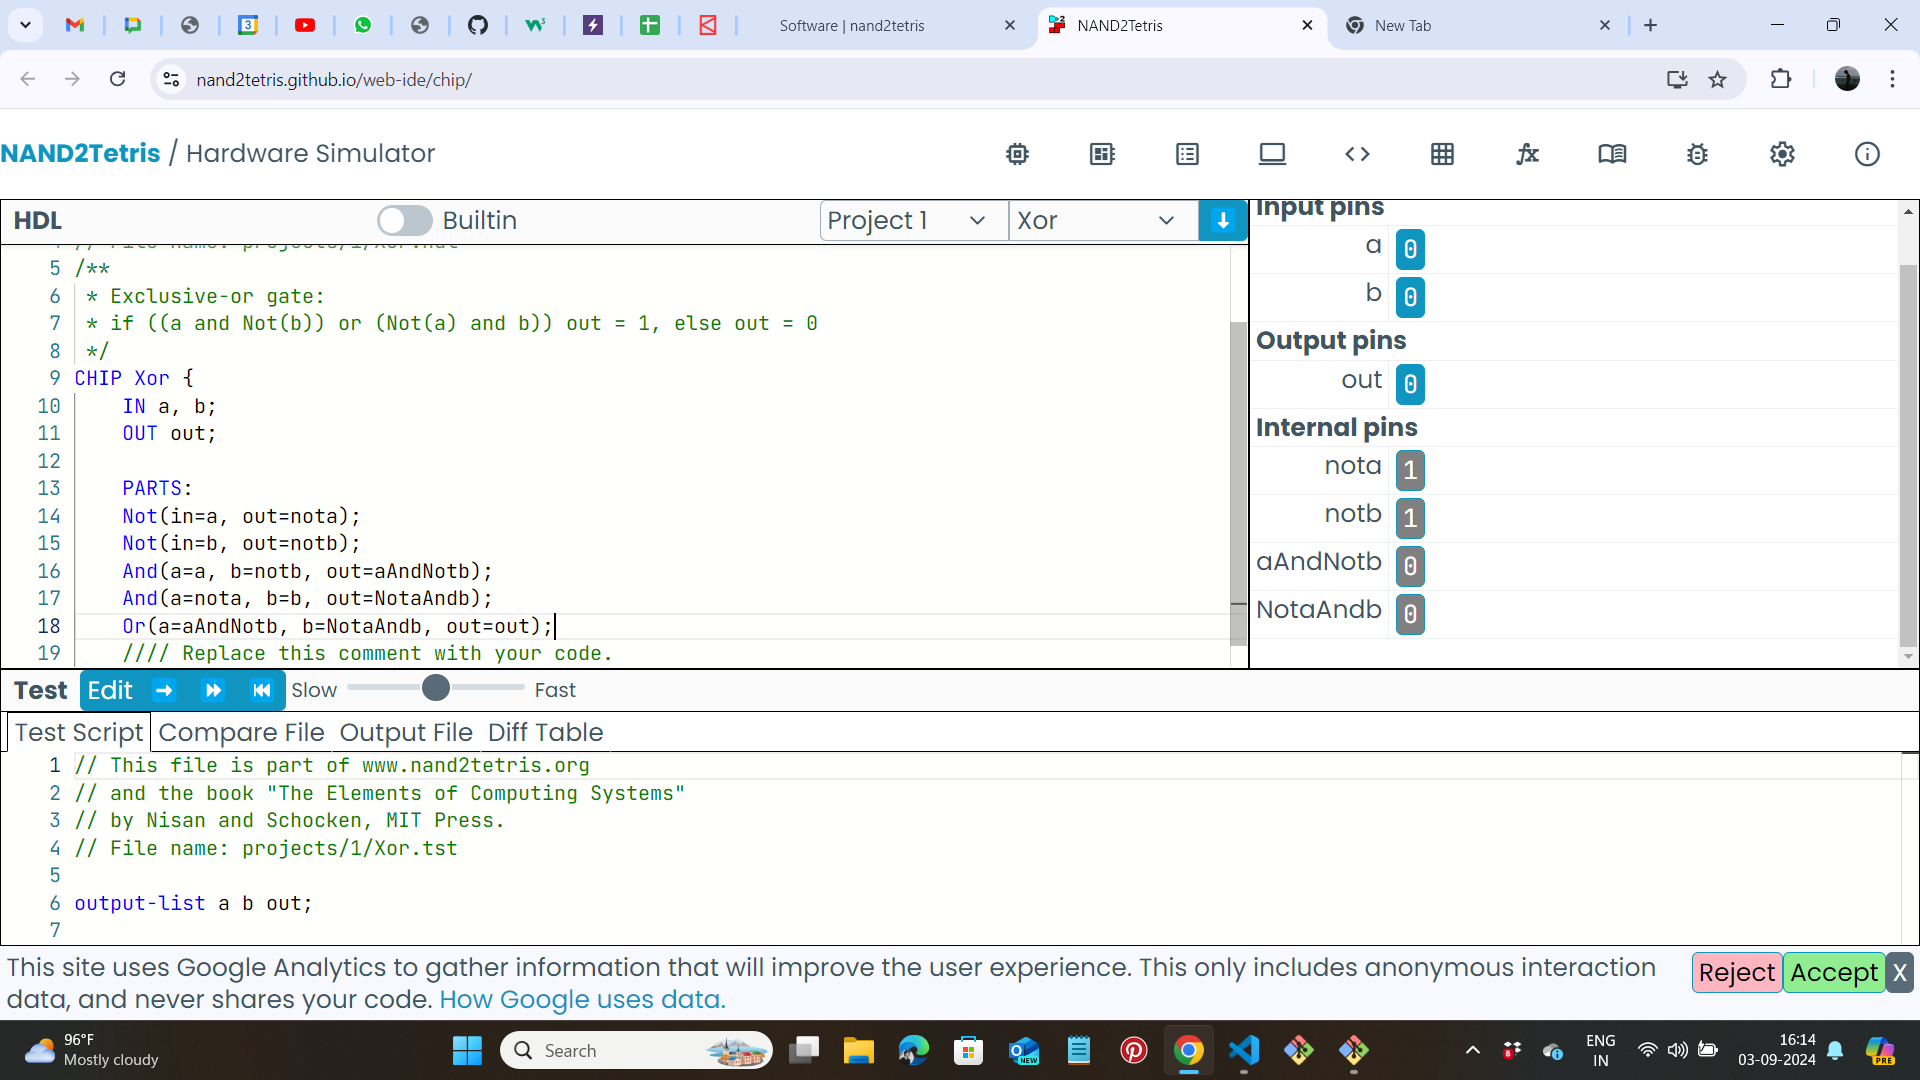 Software | nand2tetris
NAND2Tetris
New Tab
nand2tetris.github.io/web-ide/chip/
NAND2Tetris / Hardware Simulator
HDL
Builtin
Project 1
Xor
4 // File name: projects/1/Xor.hdl
5 /**
6 * Exclusive-or gate:
7 * if ((a and Not(b)) or (Not(a) and b)) out = 1, else out = 0
8 */
9 CHIP Xor {
10 IN a, b;
11 OUT out;
12
13 PARTS:
14 Not(in=a, out=nota);
15 Not(in=b, out=notb);
16 And(a=a, b=notb, out=aAndNotb);
17 And(a=nota, b=b, out=NotaAndb);
18 Or(a=aAndNotb, b=NotaAndb, out=out);
19 //// Replace this comment with your code.
Input pins
a 0
b 0
Output pins
out 0
Internal pins
nota 1
notb 1
aAndNotb 0
NotaAndb 0
Test Edit Slow Fast
Test Script Compare File Output File Diff Table
1 // This file is part of www.nand2tetris.org
2 // and the book "The Elements of Computing Systems"
3 // by Nisan and Schocken, MIT Press.
4 // File name: projects/1/Xor.tst
5
6 output-list a b out;
7
This site uses Google Analytics to gather information that will improve the user experience. This only includes anonymous interaction
data, and never shares your code. How Google uses data.
Reject Accept X
96°F
Mostly cloudy
Search
NEW
8
ENG
IN
16:14
03-09-2024
PRE